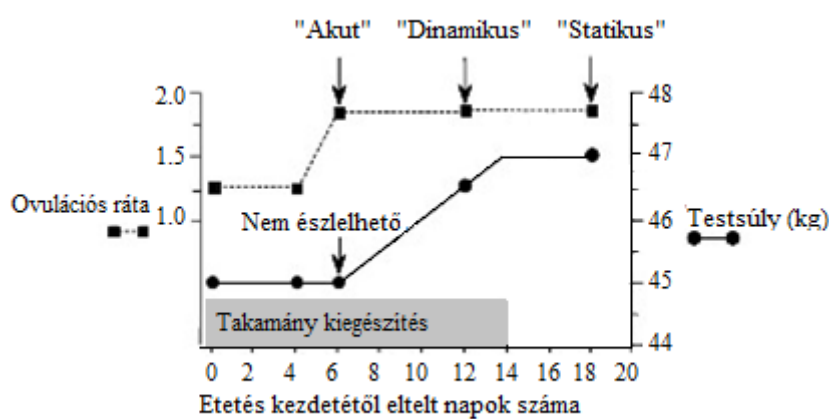 "Akut" "Dinamikus" "Statikus"
2.0
1.5
1.0
Ovulációs ráta
Nem észlelhető
48
47
46
45
44
Testsúly (kg)
Takamány kiegészítés
0 2 4 6 8 10 12 14 16 18 20
Etetés kezdetétől eltelt napok száma